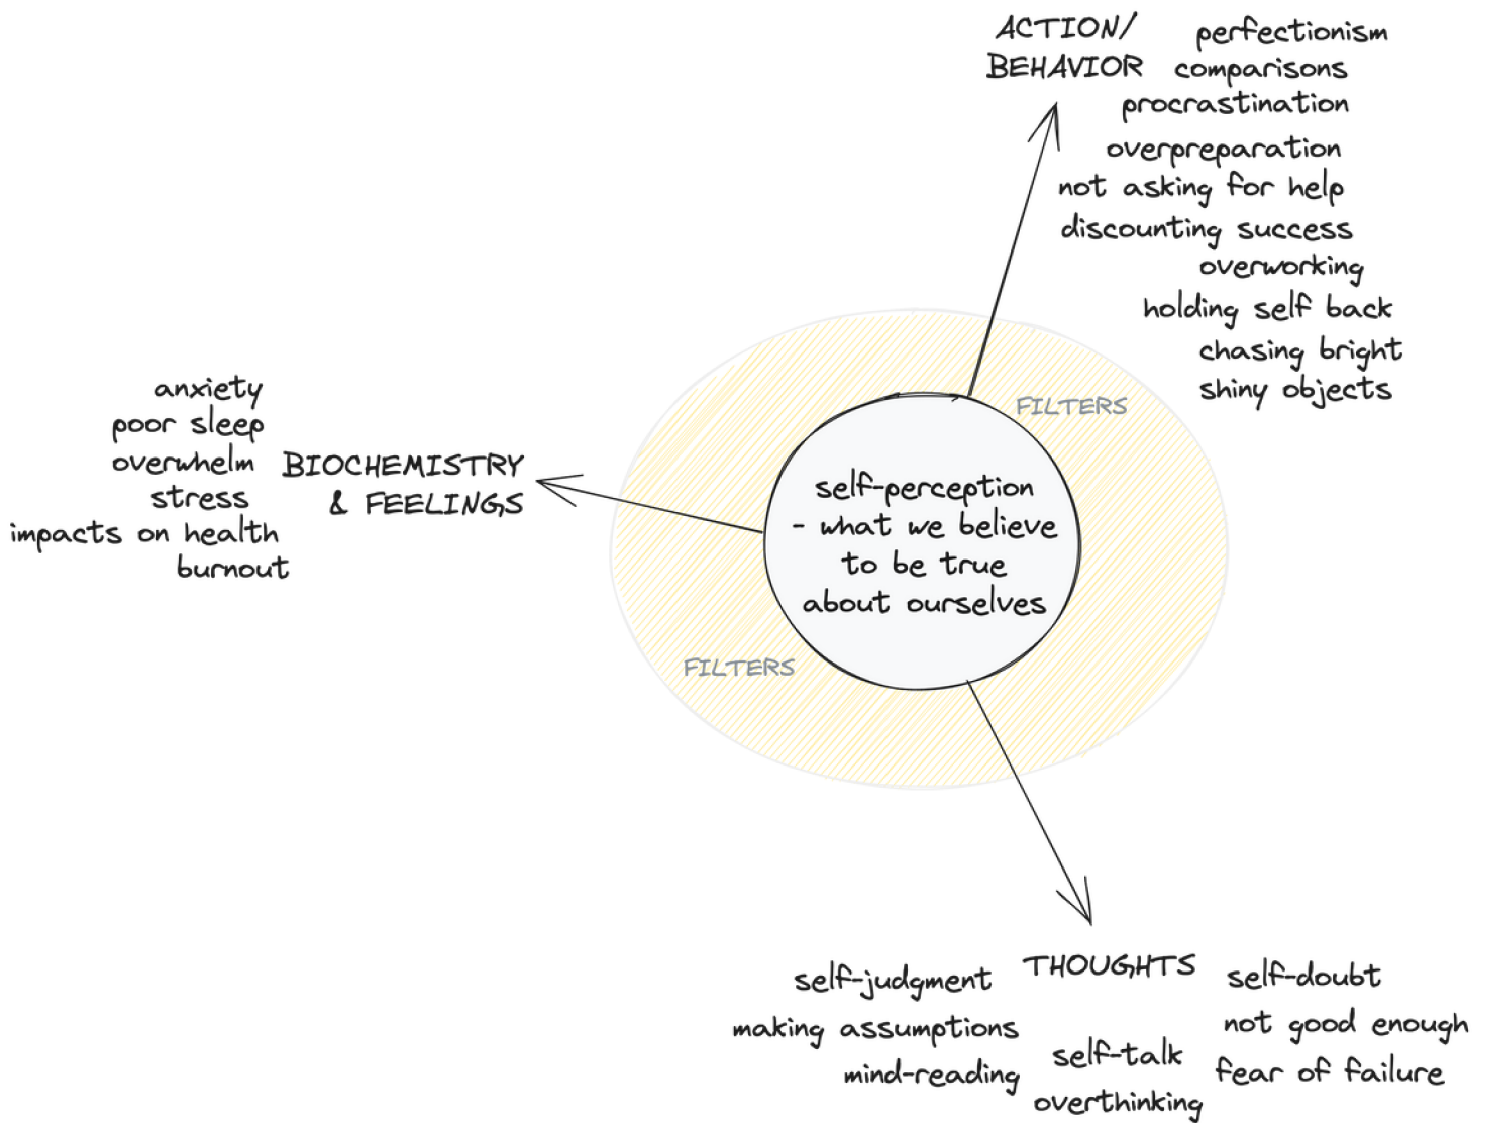 ACTION/
BEHAVIOR
perfectionism
comparisons
procrastination
overpreparation
not asking for help
discounting success
overworking
holding self back
chasing bright
shiny objects
FILTERS
anxiety
poor sleep
overwhelm
stress
impacts on health
burnout
BIOCHEMISTRY
& FEELINGS
self-perception
- what we believe
to be true
about ourselves
FILTERS
THOUGHTS
self-judgment
making assumptions
mind-reading
self-talk
overthinking
self-doubt
not good enough
fear of failure